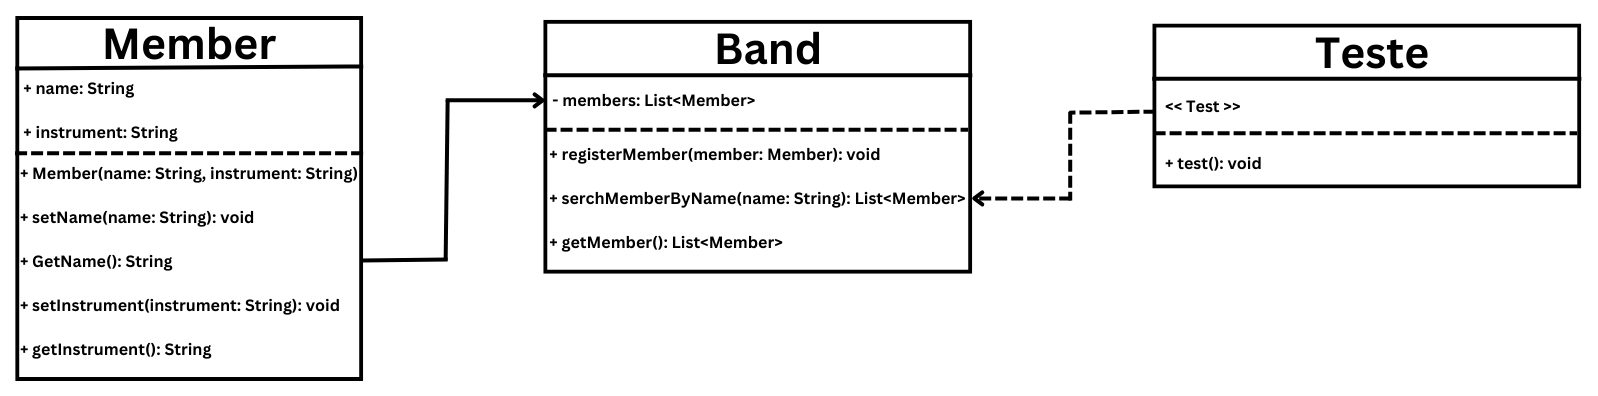 Member
+ name: String
+ instrument: String
+ Member(name: String, instrument: String)
+ setName(name: String): void
+ GetName(): String
+ setInstrument(instrument: String): void
+ getInstrument(): String
Band
- members: List<Member>
+ registerMember(member: Member): void
+ serchMemberByName(name: String): List<Member>
+ getMember(): List<Member>
Teste
<< Test >>
+ test(): void